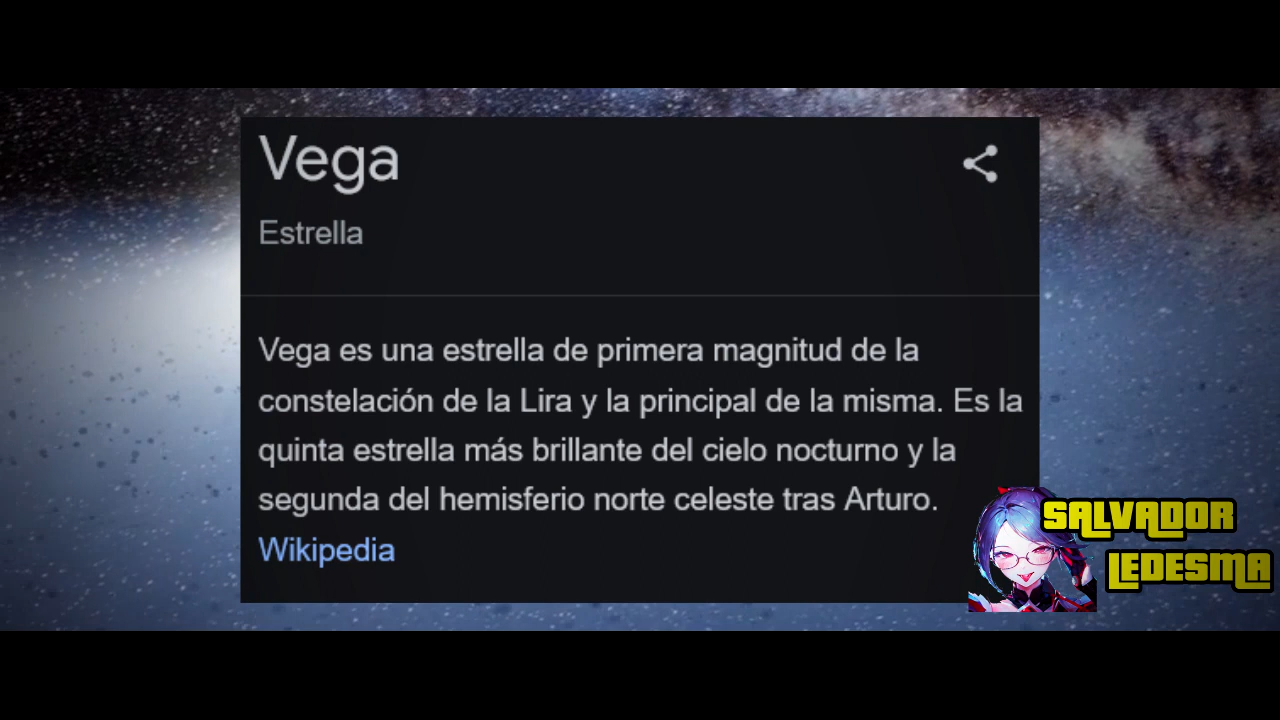 Vega
Estrella
Vega es una estrella de primera magnitud de la
constelación de la Lira y la principal de la misma. Es la
quinta estrella más brillante del cielo nocturno y la
segunda del hemisferio norte celeste tras Arturo.
Wikipedia
SALVADOR
LEDESMA